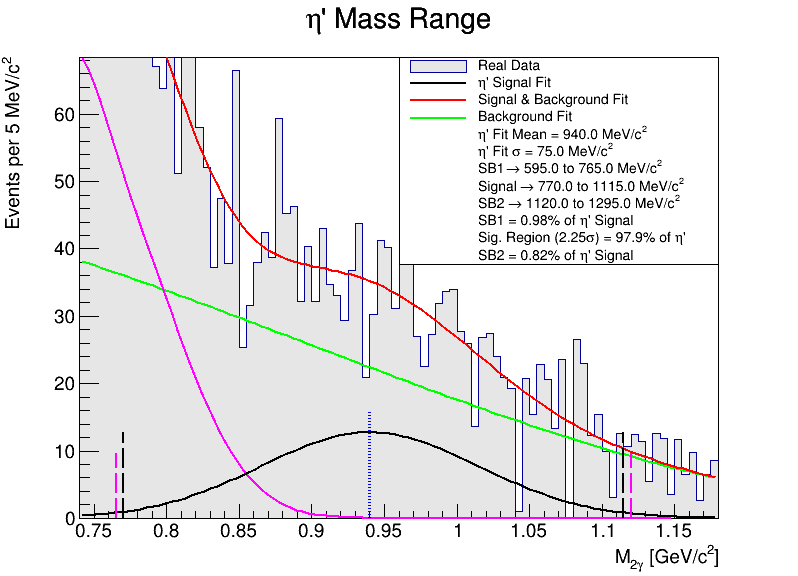 η' Mass Range
Events per 5 MeV/c²
60
50
40
30
20
10
0
Real Data
η' Signal Fit
Signal & Background Fit
Background Fit
η' Fit Mean = 940.0 MeV/c²
η' Fit σ = 75.0 MeV/c²
SB1 → 595.0 to 765.0 MeV/c²
Signal → 770.0 to 1115.0 MeV/c²
SB2 → 1120.0 to 1295.0 MeV/c²
SB1 = 0.98% of η' Signal
Sig. Region (2.25σ) = 97.9% of η'
SB2 = 0.82% of η' Signal
0.75 0.8 0.85 0.9 0.95 1 1.05 1.1 1.15
M₂γ [GeV/c²]